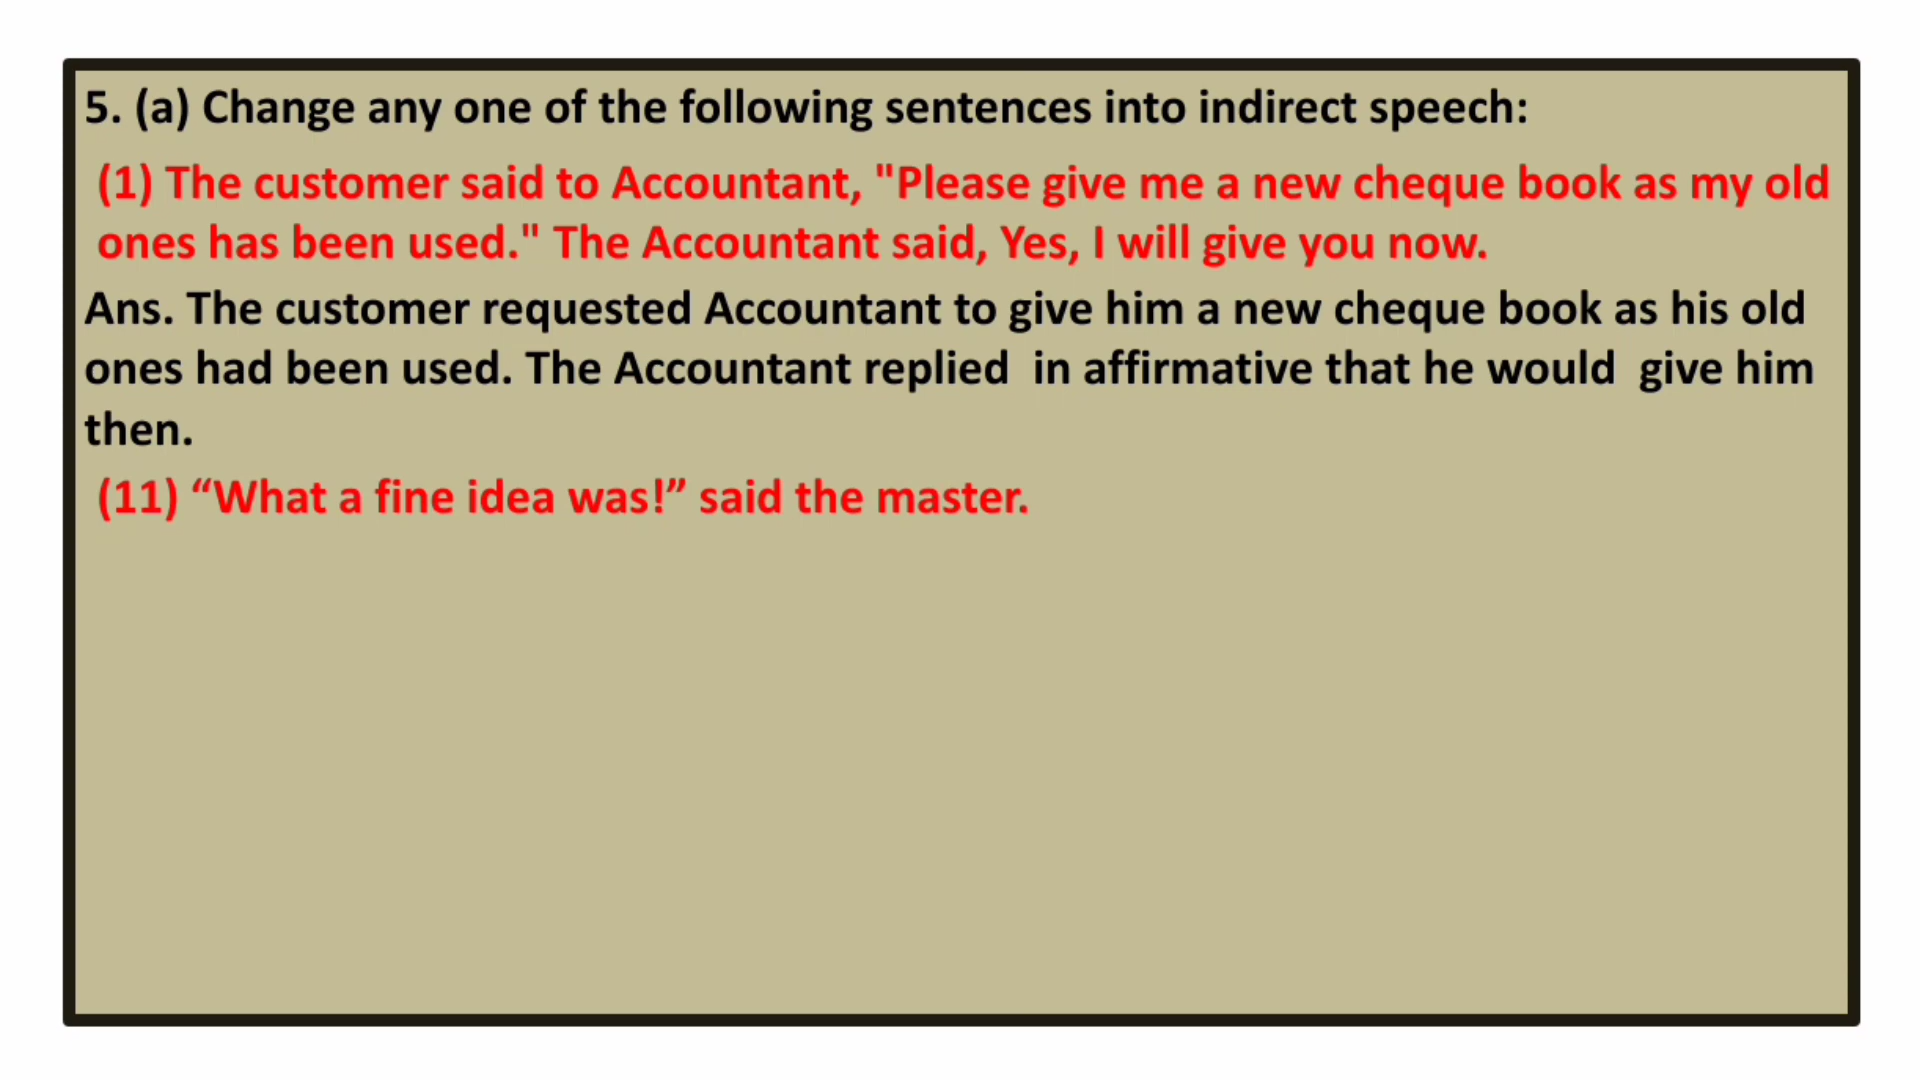 5. (a) Change any one of the following sentences into indirect speech:
(1) The customer said to Accountant, "Please give me a new cheque book as my old
ones has been used." The Accountant said, Yes, I will give you now.
Ans. The customer requested Accountant to give him a new cheque book as his old
ones had been used. The Accountant replied  in affirmative that he would  give him
then.
(11) “What a fine idea was!” said the master.